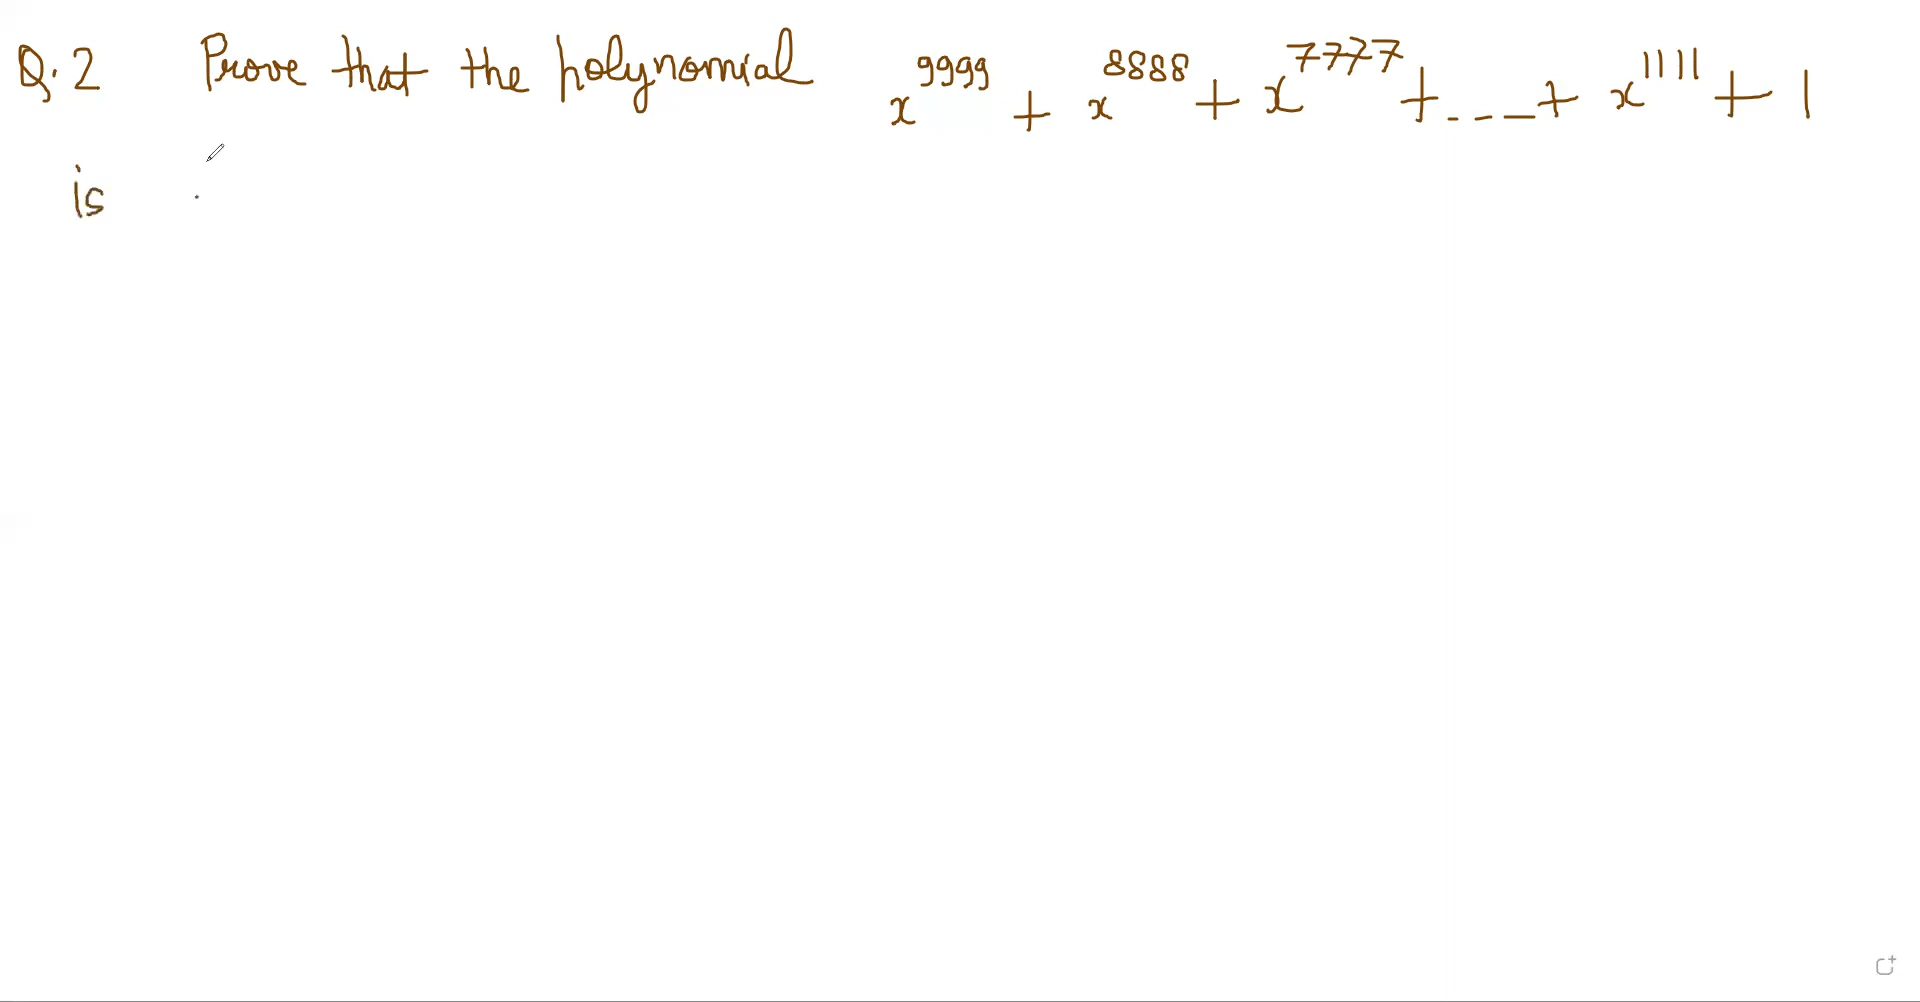 Q.2 Prove that the polynomial x^9999 + x^8888 + x^7777 + --- + x^1111 + 1
is